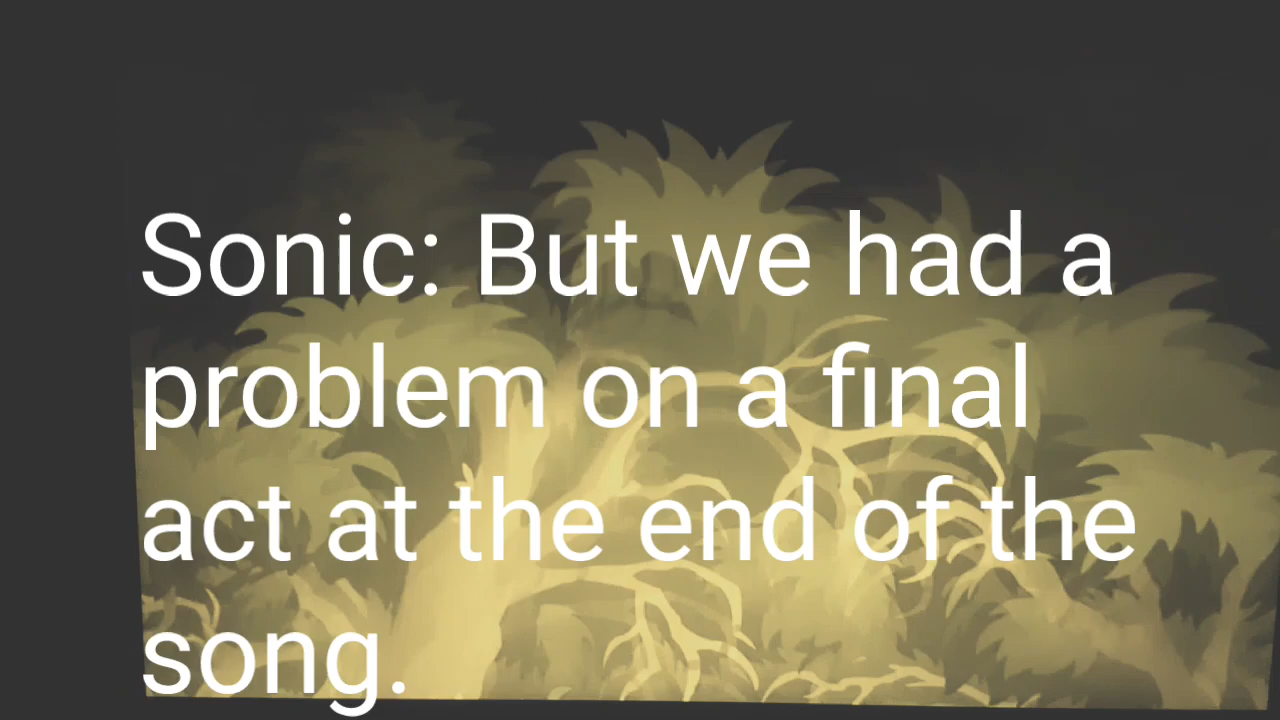 Sonic: But we had a
problem on a final
act at the end of the
song.